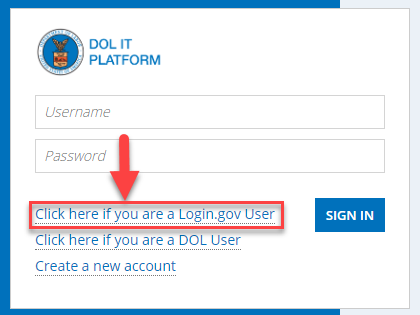 DOL IT
PLATFORM
Username
Password
Click here if you are a Login.gov User
SIGN IN
Click here if you are a DOL User
Create a new account